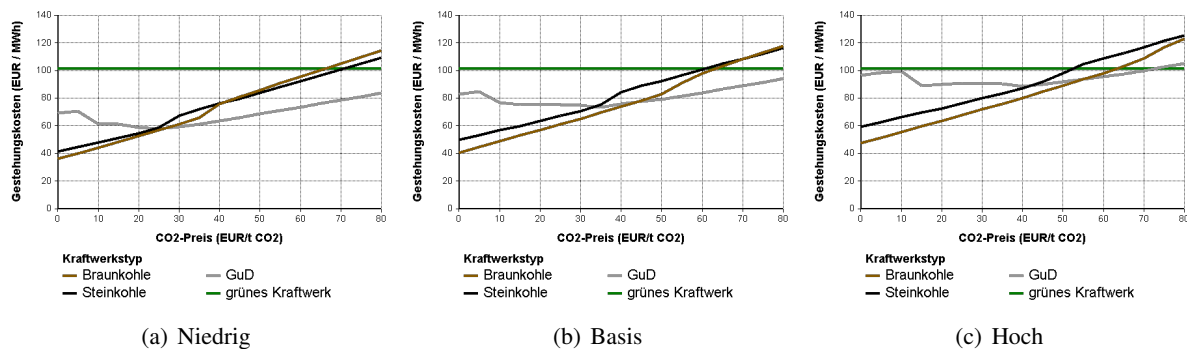 Gestehungskosten (EUR / MWh)
140
120
100
80
60
40
20
0
0 10 20 30 40 50 60 70 80
CO2-Preis (EUR/t CO2)
Kraftwerkstyp
Braunkohle GuD
Steinkohle grünes Kraftwerk
(a) Niedrig
Gestehungskosten (EUR / MWh)
140
120
100
80
60
40
20
0
0 10 20 30 40 50 60 70 80
CO2-Preis (EUR/t CO2)
Kraftwerkstyp
Braunkohle GuD
Steinkohle grünes Kraftwerk
(b) Basis
Gestehungskosten (EUR / MWh)
140
120
100
80
60
40
20
0
0 10 20 30 40 50 60 70 80
CO2-Preis (EUR/t CO2)
Kraftwerkstyp
Braunkohle GuD
Steinkohle grünes Kraftwerk
(c) Hoch